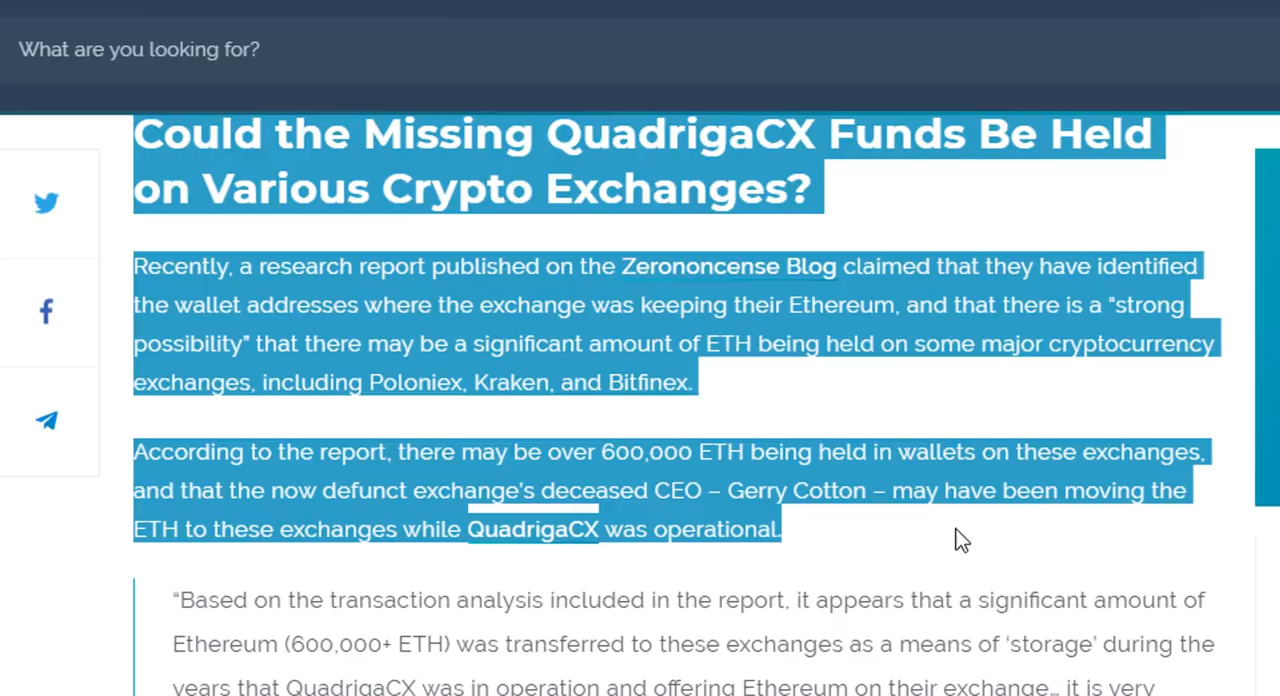 What are you looking for?
Could the Missing QuadrigaCX Funds Be Held
on Various Crypto Exchanges?
Recently, a research report published on the Zerononcense Blog claimed that they have identified
the wallet addresses where the exchange was keeping their Ethereum, and that there is a “strong
possibility” that there may be a significant amount of ETH being held on some major cryptocurrency
exchanges, including Poloniex, Kraken, and Bitfinex.
According to the report, there may be over 600,000 ETH being held in wallets on these exchanges,
and that the now defunct exchange’s deceased CEO – Gerry Cotton – may have been moving the
ETH to these exchanges while QuadrigaCX was operational.
“Based on the transaction analysis included in the report, it appears that a significant amount of
Ethereum (600,000+ ETH) was transferred to these exchanges as a means of ‘storage’ during the
years that QuadrigaCX was in operation and offering Ethereum on their exchange… it is very